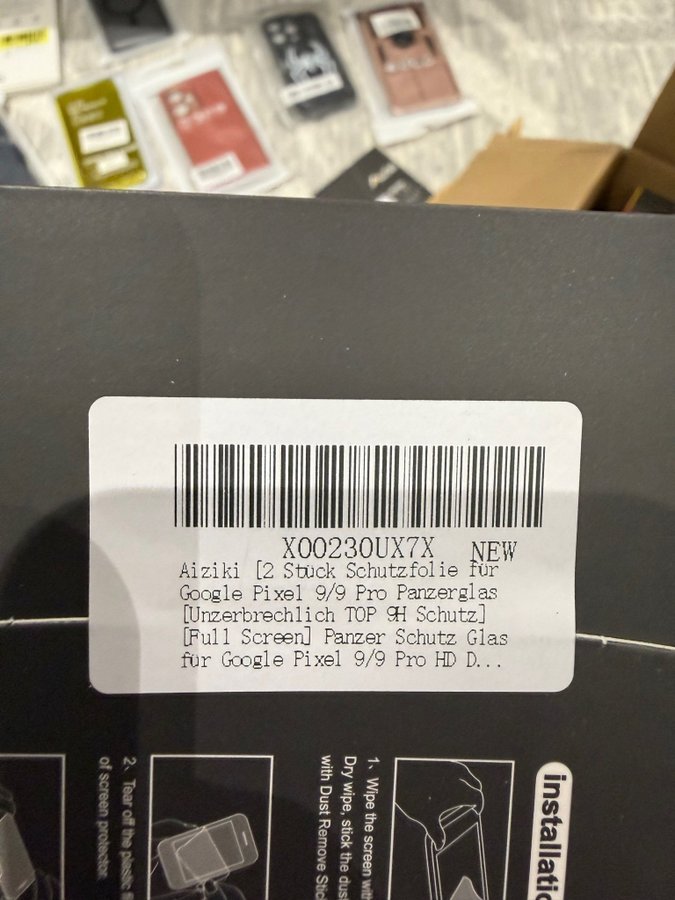 X00230UX7X NEW
Aiziki [2 Stück Schutzfolie für
Google Pixel 9/9 Pro Panzerglas
[Unzerbrechlich TOP 9H Schutz]
[Full Screen] Panzer Schutz Glas
für Google Pixel 9/9 Pro HD D...
installatio
1、Wipe the screen with
Dry wipe, stick the dus
with Dust Remove Stic
2、Tear off the plastic fi
of screen protector.